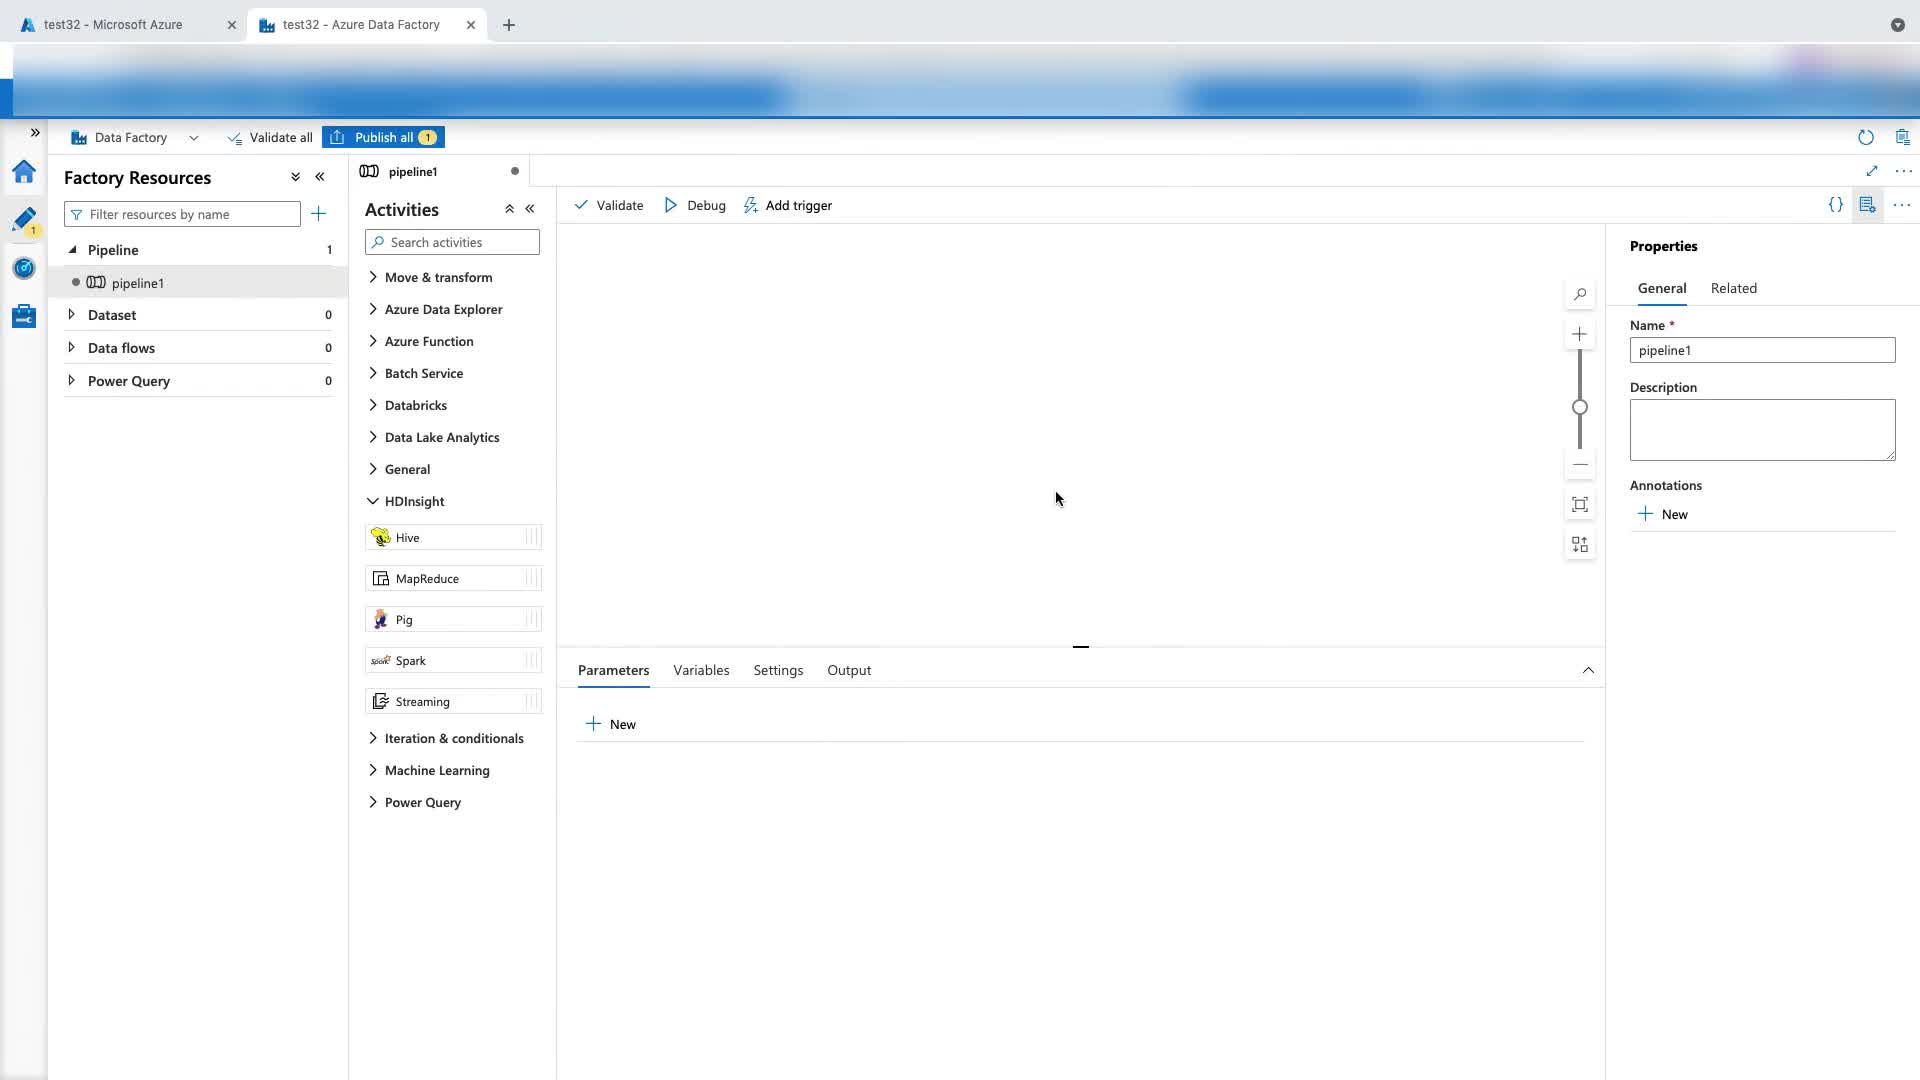 test32 - Microsoft Azure
test32 - Azure Data Factory
Data Factory
Validate all
Publish all 1
Factory Resources
Filter resources by name
1
Pipeline 1
pipeline1
Dataset 0
Data flows 0
Power Query 0
pipeline1
Activities
Search activities
Move & transform
Azure Data Explorer
Azure Function
Batch Service
Databricks
Data Lake Analytics
General
HDInsight
Hive
MapReduce
Pig
Spark Spark
Streaming
Iteration & conditionals
Machine Learning
Power Query
Validate
Debug
Add trigger
{}
Parameters
Variables
Settings
Output
New
Properties
General
Related
Name *
pipeline1
Description
Annotations
New